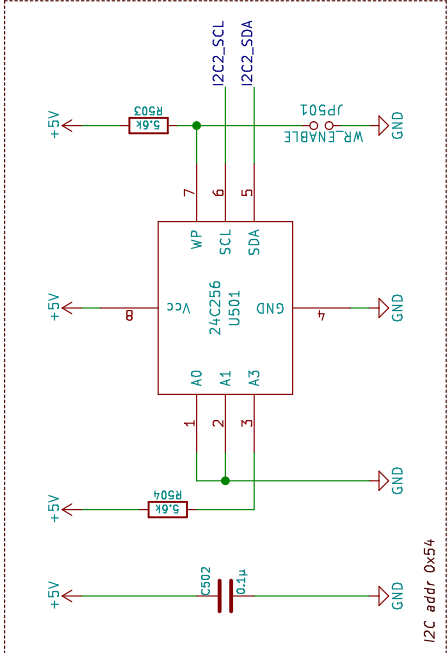 I2C2_SCL
I2C2_SDA
+5V
R503
5.6k
JP501
WR_ENABLE
GND
7
6
5
WP
SCL
SDA
+5V
8
Vcc
24C256
U501
GND
4
GND
A0
A1
A3
1
2
3
GND
+5V
R504
5.6k
+5V
C502
0.1µ
GND
I2C addr 0x54